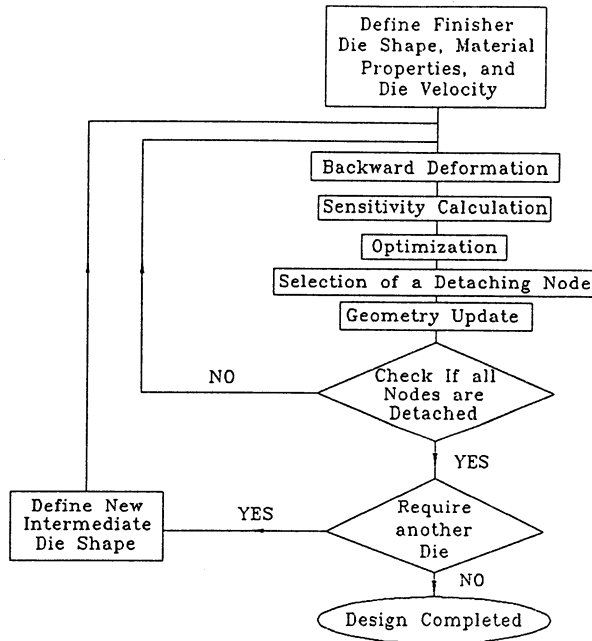 Define Finisher
Die Shape, Material
Properties, and
Die Velocity
Backward Deformation
Sensitivity Calculation
Optimization
Selection of a Detaching Node
Geometry Update
NO
Check If all
Nodes are
Detached
YES
Define New
Intermediate
Die Shape
YES
Require
another
Die
NO
Design Completed